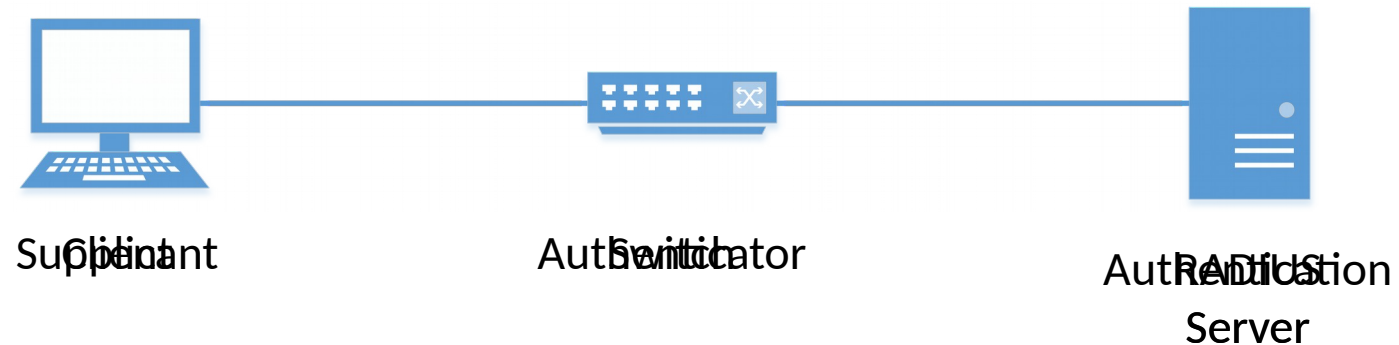 Supplicant
Client
Authenticator
Switch
Authentication
RADIUS
Server